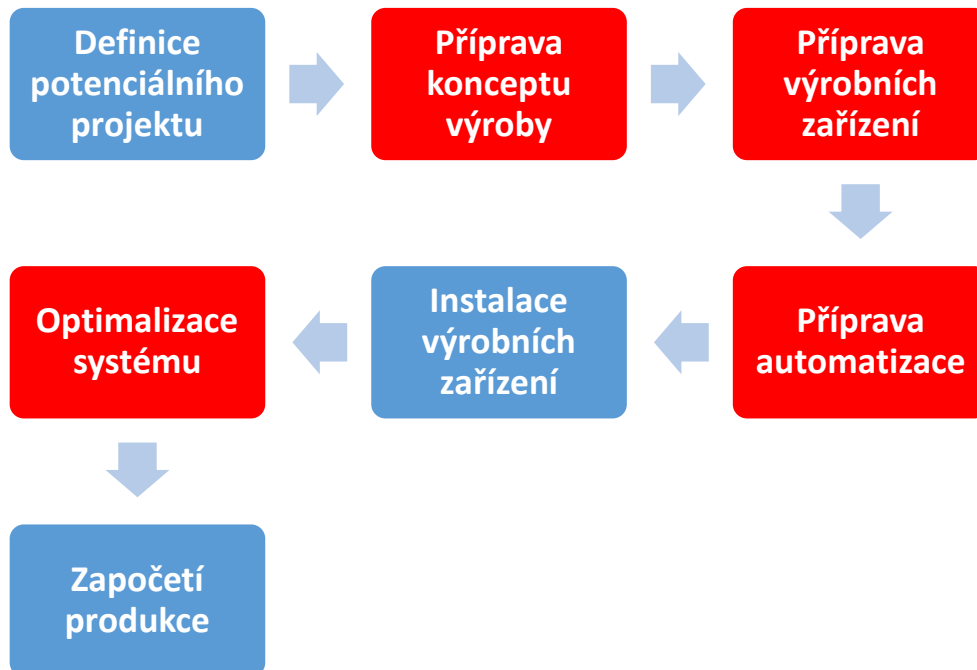 Definice
potenciálního
projektu
Příprava
konceptu
výroby
Příprava
výrobních
zařízení
Příprava
automatizace
Instalace
výrobních
zařízení
Optimalizace
systému
Započetí
produkce